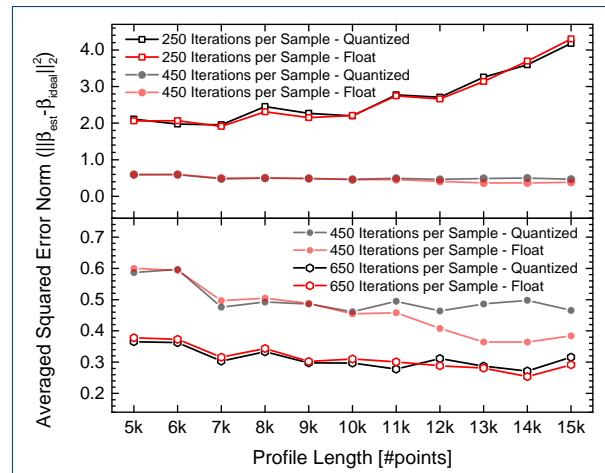 Averaged Squared Error Norm (||β_est-β_ideal||²₂)
4.0
3.0
2.0
1.0
0.0
250 Iterations per Sample - Quantized
250 Iterations per Sample - Float
450 Iterations per Sample - Quantized
450 Iterations per Sample - Float
0.7
0.6
0.5
0.4
0.3
0.2
450 Iterations per Sample - Quantized
450 Iterations per Sample - Float
650 Iterations per Sample - Quantized
650 Iterations per Sample - Float
5k 6k 7k 8k 9k 10k 11k 12k 13k 14k 15k
Profile Length [#points]